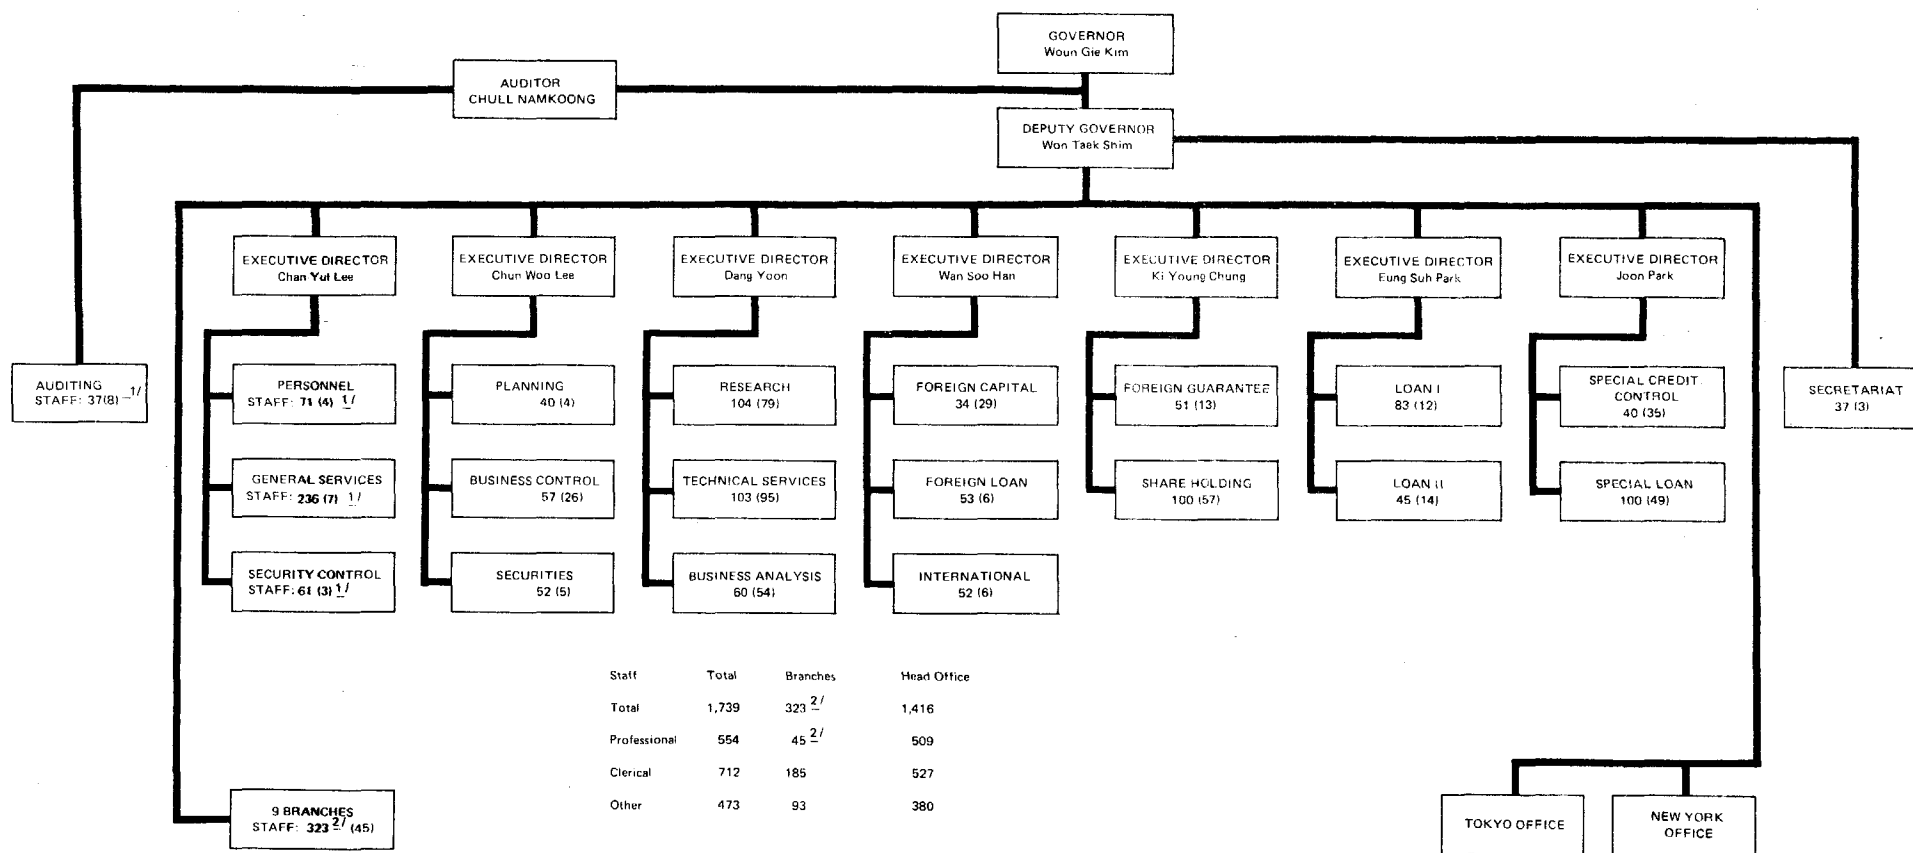 GOVERNOR
Woun Gie Kim
AUDITOR
CHULL NAMKOONG
DEPUTY GOVERNOR
Won Taek Shim
EXECUTIVE DIRECTOR
Chan Yul Lee
EXECUTIVE DIRECTOR
Chun Woo Lee
EXECUTIVE DIRECTOR
Dang Yoon
EXECUTIVE DIRECTOR
Wan Soo Han
EXECUTIVE DIRECTOR
Ki Young Chung
EXECUTIVE DIRECTOR
Eung Suh Park
EXECUTIVE DIRECTOR
Joon Park
AUDITING
STAFF: 37(8) 1/
PERSONNEL
STAFF: 71 (4) 1/
PLANNING
40 (4)
RESEARCH
104 (79)
FOREIGN CAPITAL
34 (29)
FOREIGN GUARANTEE
51 (13)
LOAN I
83 (12)
SPECIAL CREDIT
CONTROL
40 (35)
SECRETARIAT
37 (3)
GENERAL SERVICES
STAFF: 236 (7) 1/
BUSINESS CONTROL
57 (26)
TECHNICAL SERVICES
103 (95)
FOREIGN LOAN
53 (6)
SHARE HOLDING
100 (57)
LOAN II
45 (14)
SPECIAL LOAN
100 (49)
SECURITY CONTROL
STAFF: 61 (3) 1/
SECURITIES
52 (5)
BUSINESS ANALYSIS
60 (54)
INTERNATIONAL
52 (6)
Staff Total Branches Head Office
Total 1,739 323 2/ 1,416
Professional 554 45 2/ 509
Clerical 712 185 527
Other 473 93 380
9 BRANCHES
STAFF: 323 2/ (45)
TOKYO OFFICE
NEW YORK
OFFICE